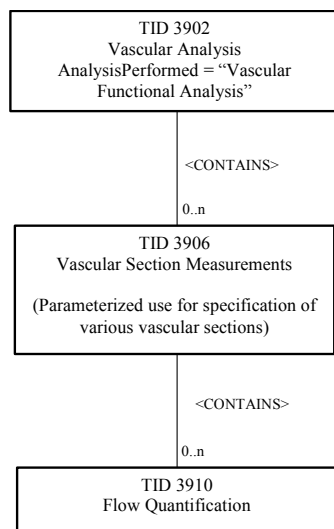 TID 3902
Vascular Analysis
AnalysisPerformed = “Vascular
Functional Analysis”
<CONTAINS>
0..n
TID 3906
Vascular Section Measurements
(Parameterized use for specification of
various vascular sections)
<CONTAINS>
0..n
TID 3910
Flow Quantification